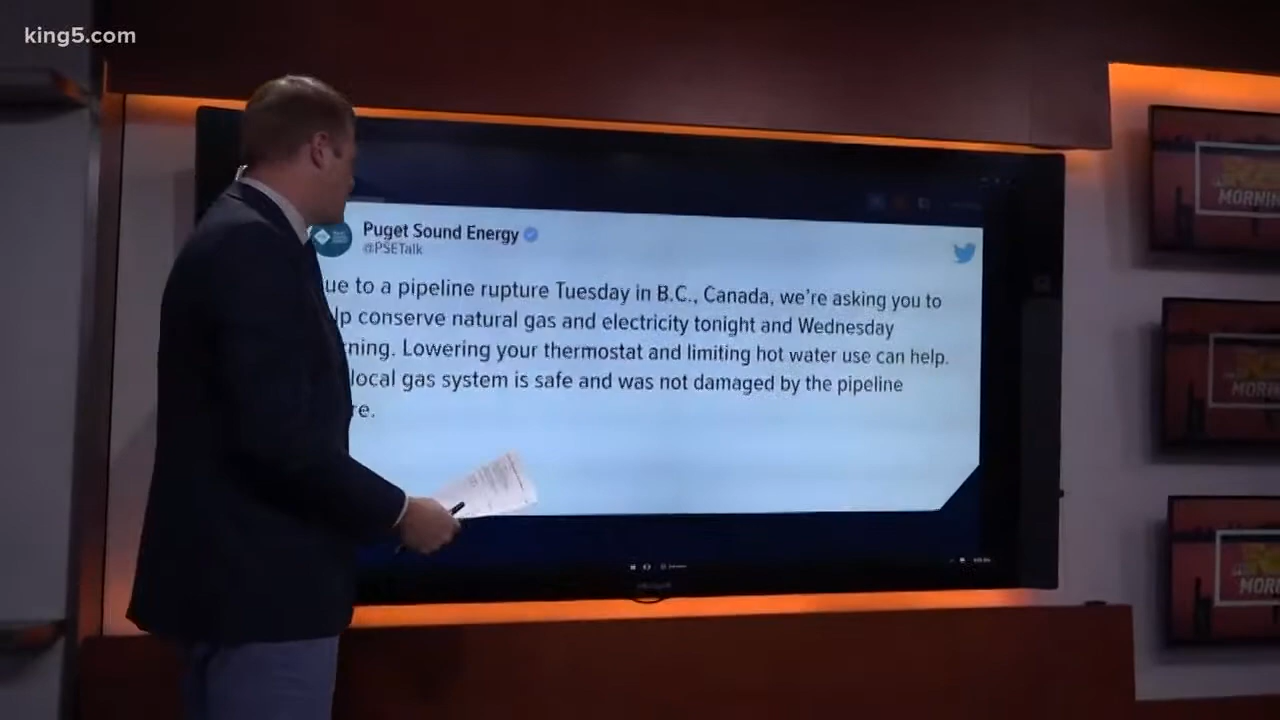 king5.com
Puget Sound Energy
@PSETalk
ue to a pipeline rupture Tuesday in B.C., Canada, we're asking you to
lp conserve natural gas and electricity tonight and Wednesday
ning. Lowering your thermostat and limiting hot water use can help.
local gas system is safe and was not damaged by the pipeline
re.
MORNIN
MORN
MORN